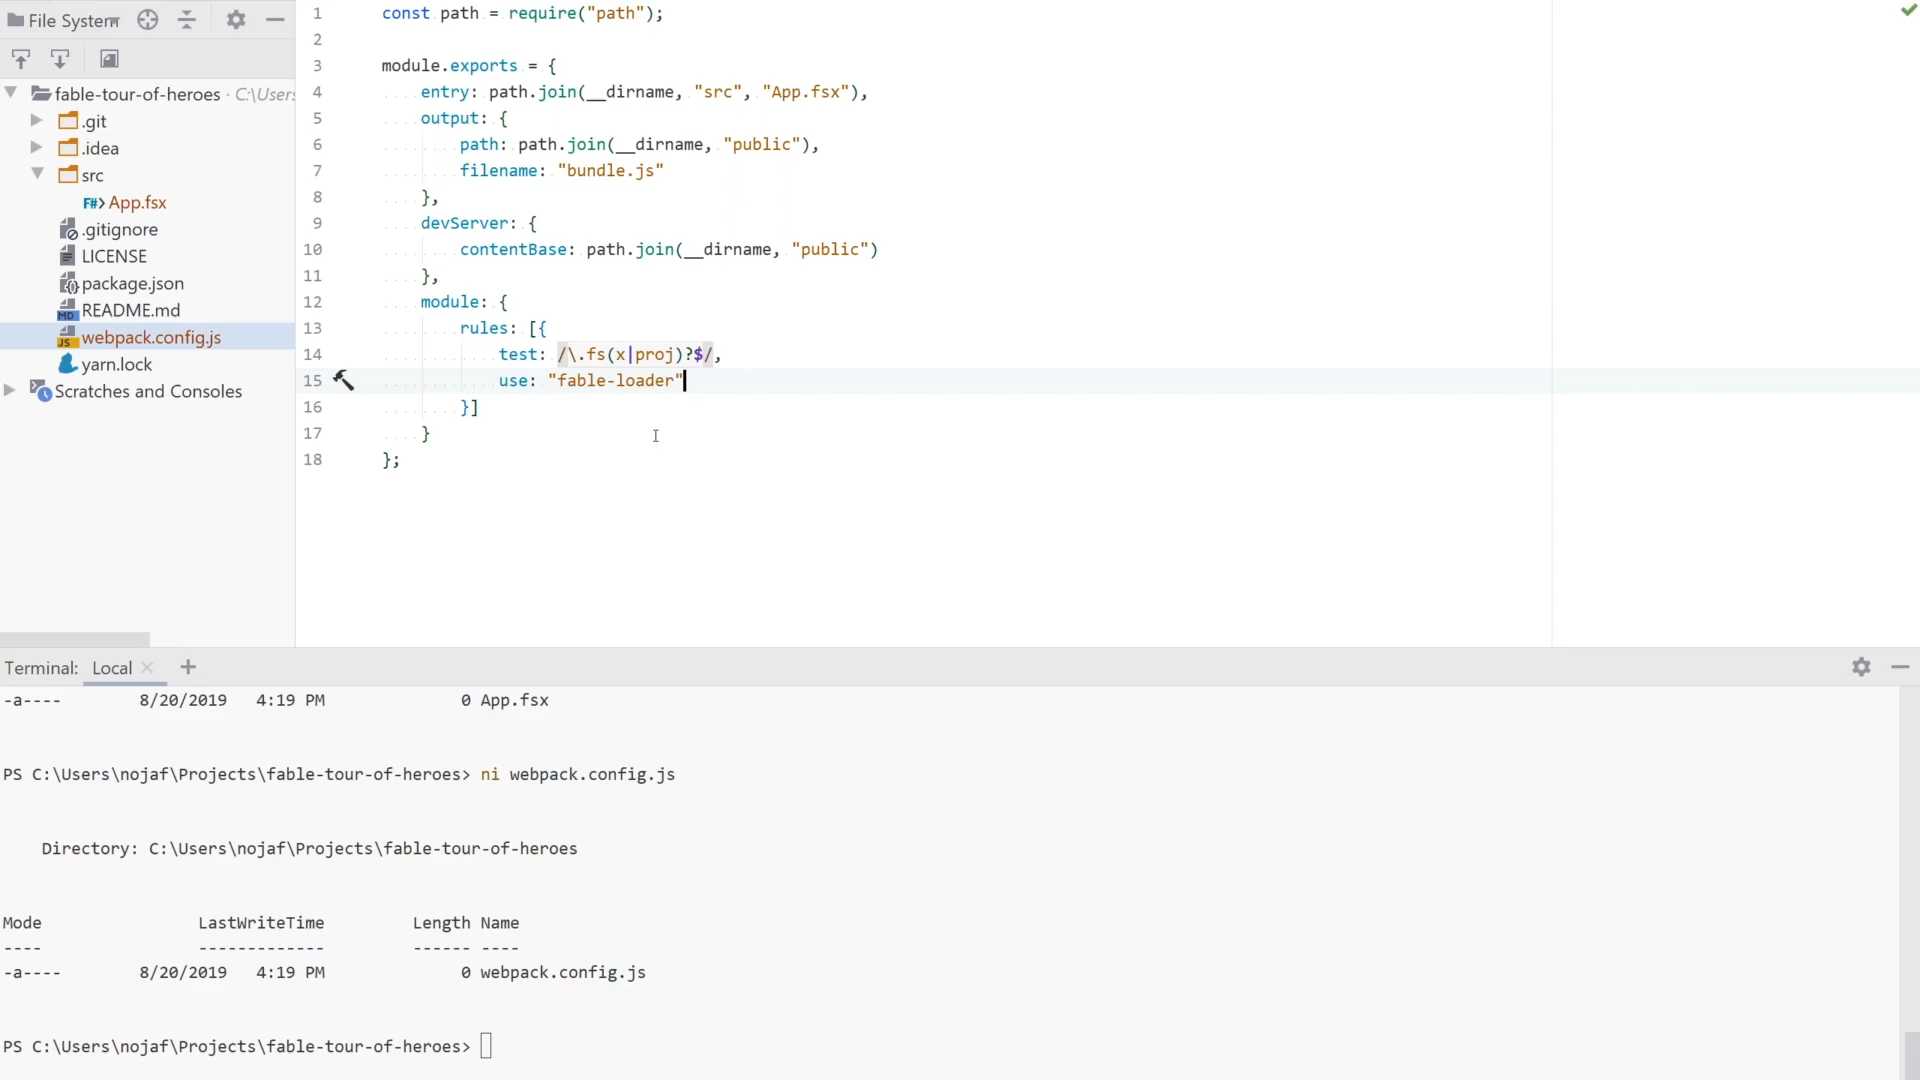 File System
fable-tour-of-heroes · C:\Users
.git
.idea
src
F#> App.fsx
.gitignore
LICENSE
package.json
MD README.md
JS webpack.config.js
yarn.lock
Scratches and Consoles
1 const path = require("path");
2
3 module.exports = {
4 entry: path.join(__dirname, "src", "App.fsx"),
5 output: {
6 path: path.join(__dirname, "public"),
7 filename: "bundle.js"
8 },
9 devServer: {
10 contentBase: path.join(__dirname, "public")
11 },
12 module: {
13 rules: [{
14 test: /\.fs(x|proj)?$/,
15 use: "fable-loader"
16 }]
17 }
18 };
Terminal: Local
-a---- 8/20/2019 4:19 PM 0 App.fsx
PS C:\Users\nojaf\Projects\fable-tour-of-heroes> ni webpack.config.js
Directory: C:\Users\nojaf\Projects\fable-tour-of-heroes
Mode LastWriteTime Length Name
---- ------------- ------ ----
-a---- 8/20/2019 4:19 PM 0 webpack.config.js
PS C:\Users\nojaf\Projects\fable-tour-of-heroes>